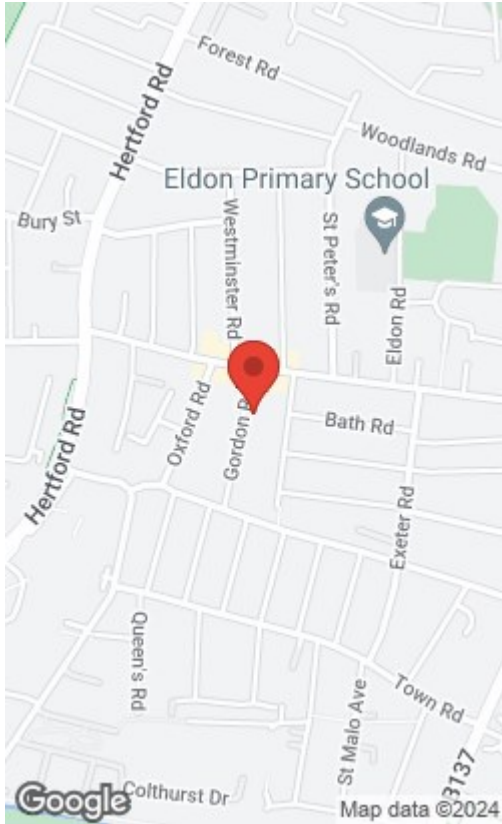 Forest Rd
Hertford Rd
Woodlands Rd
Eldon Primary School
Bury St
Westminster Rd
St Peter's Rd
Eldon Rd
Oxford Rd
Gordon R
Bath Rd
Hertford Rd
Exeter Rd
Queen's Rd
St Malo Ave
Town Rd
3137
Colthurst Dr
Google
Map data ©2024